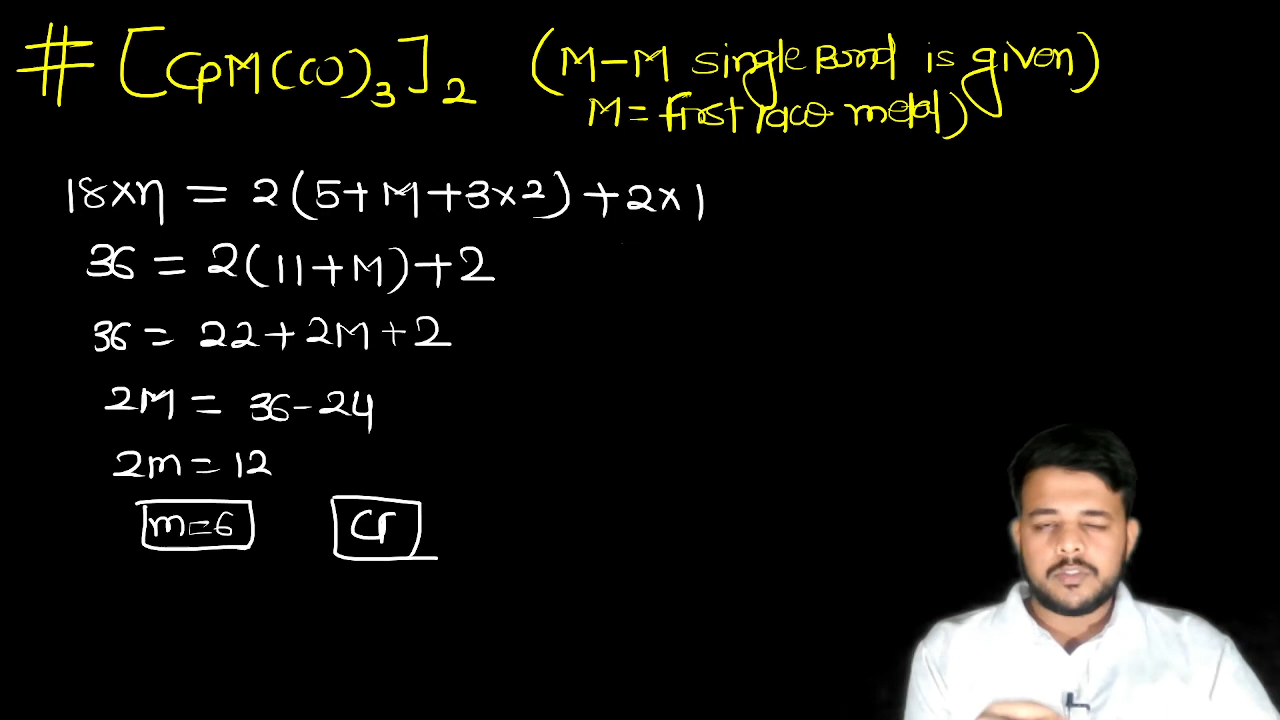 # [CpM(CO)3]2 (M-M single Bond is given)
M = first row metal)
18×n = 2(5+M+3×2)+2×1
36 = 2(11+M)+2
36 = 22+2M+2
2M = 36-24
2m = 12
m=6 Cr